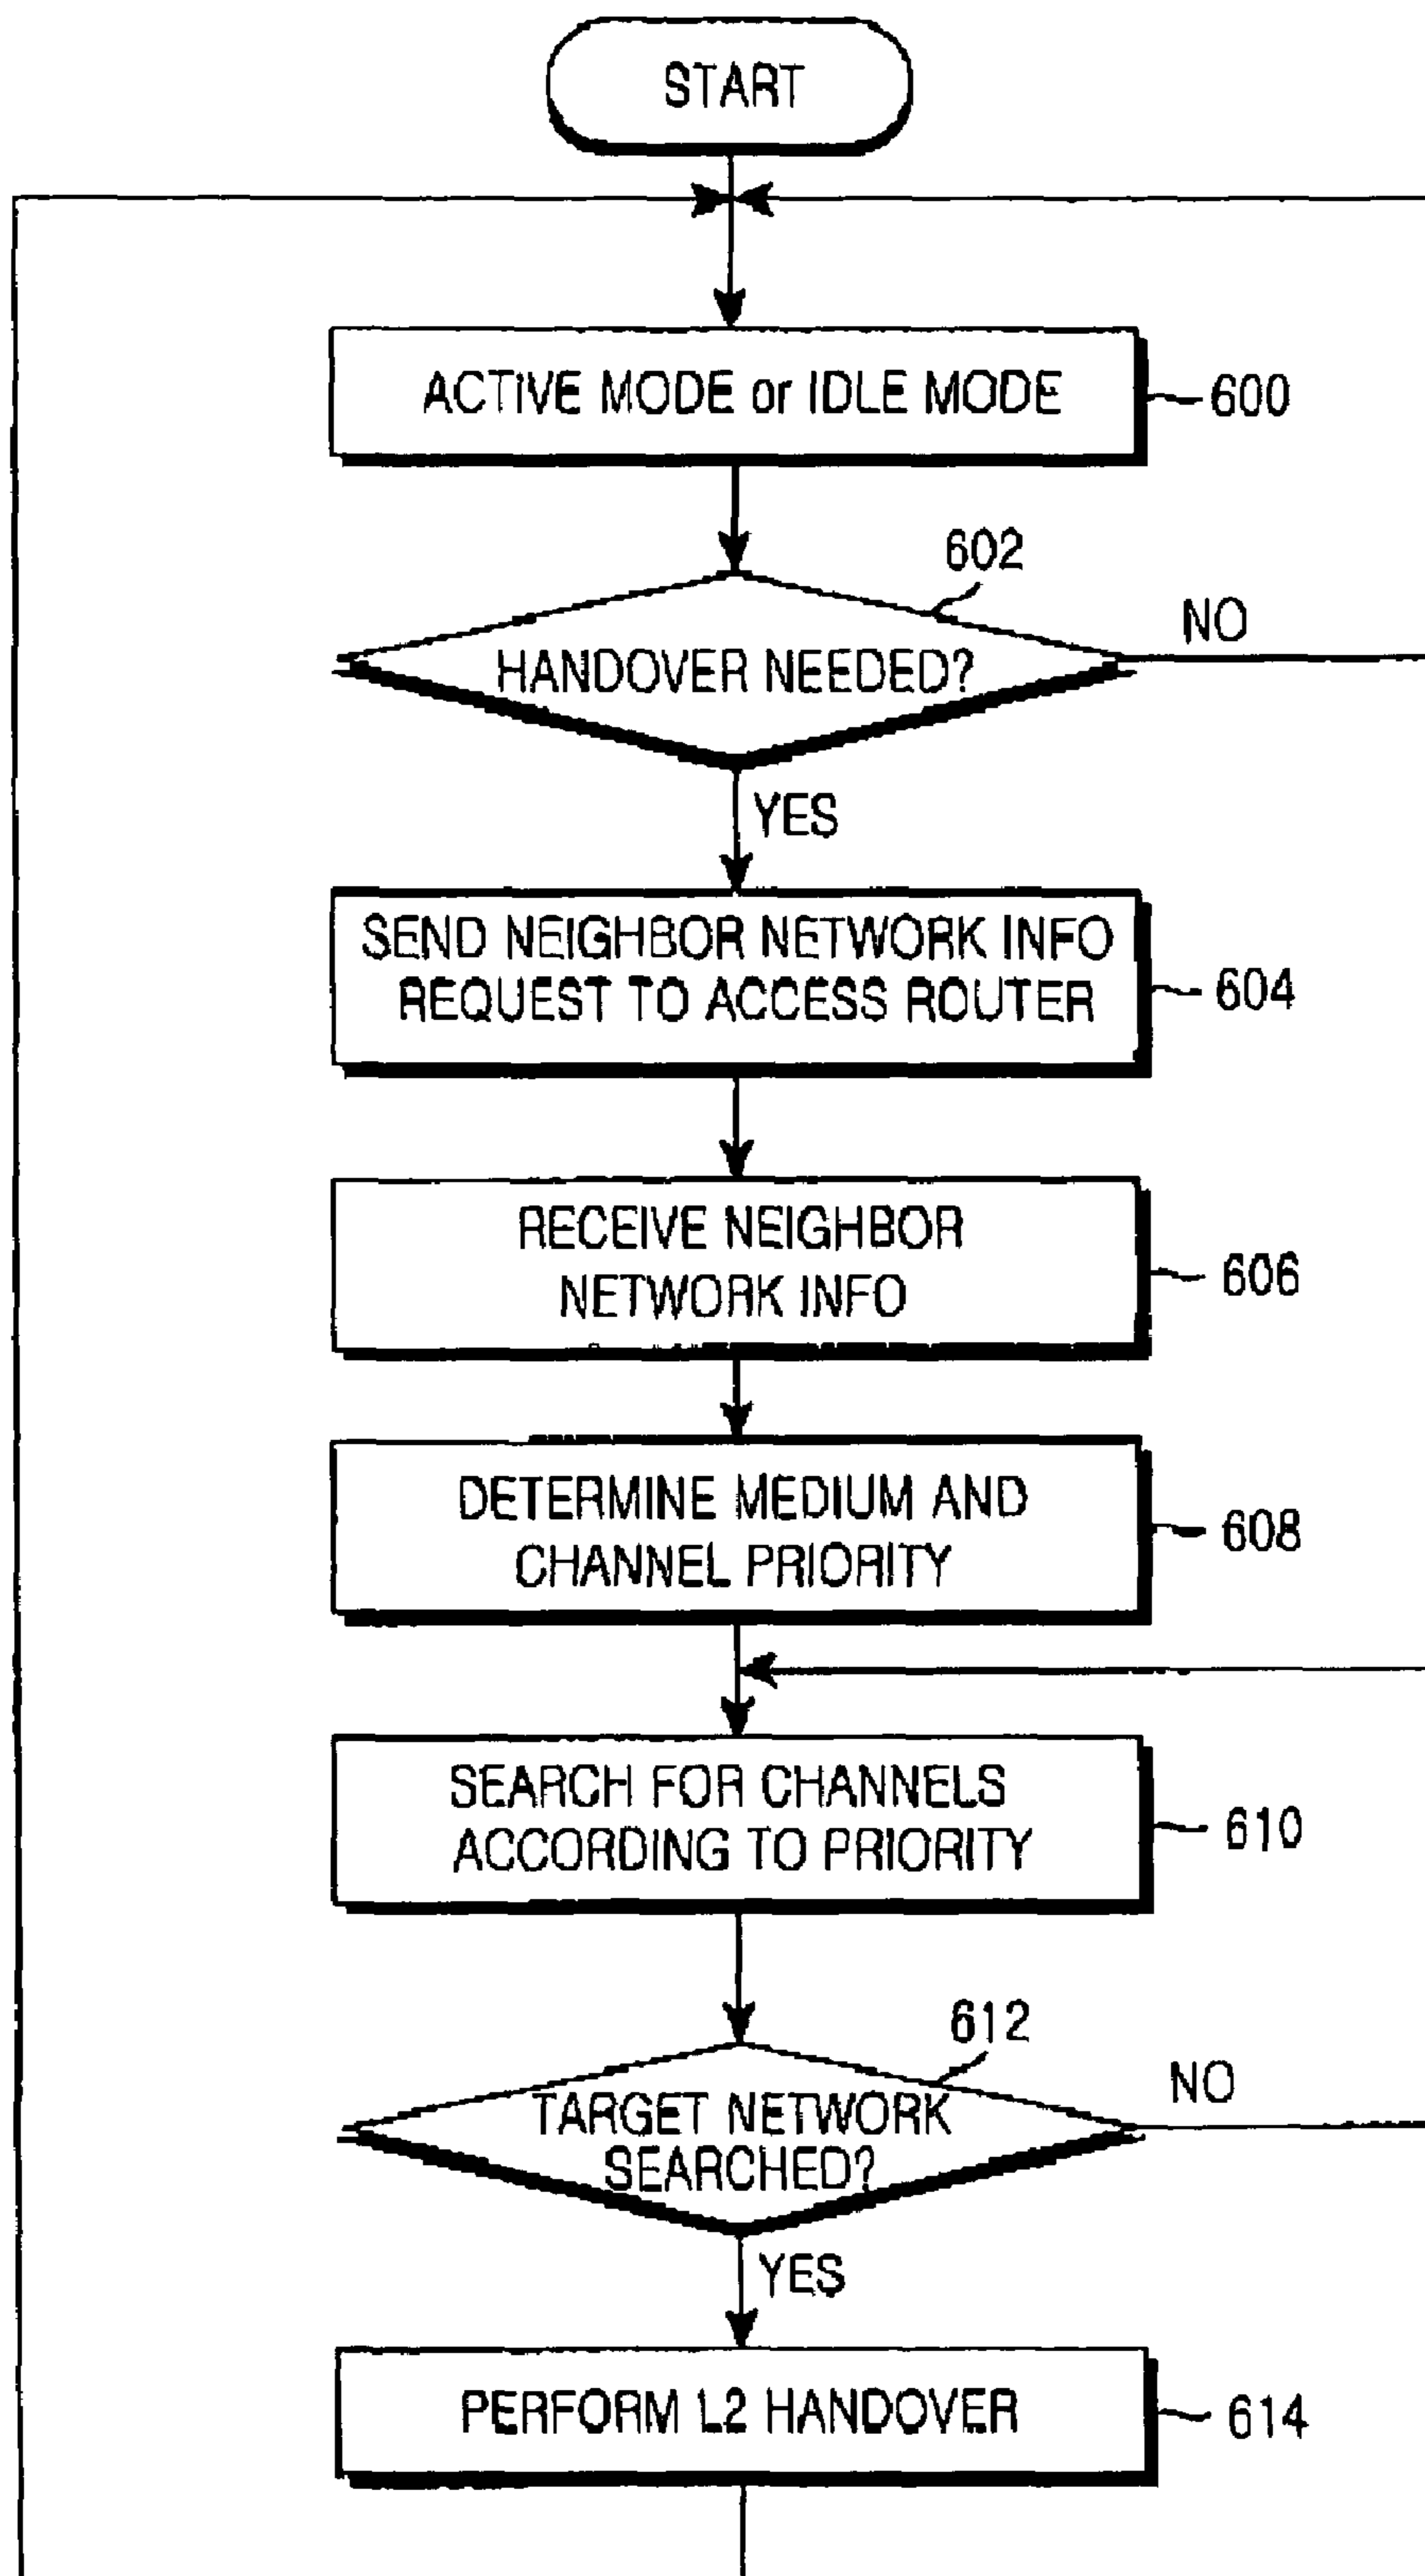 START
ACTIVE MODE or IDLE MODE
600
602
HANDOVER NEEDED?
NO
YES
SEND NEIGHBOR NETWORK INFO
REQUEST TO ACCESS ROUTER
604
RECEIVE NEIGHBOR
NETWORK INFO
606
DETERMINE MEDIUM AND
CHANNEL PRIORITY
608
SEARCH FOR CHANNELS
ACCORDING TO PRIORITY
610
612
TARGET NETWORK
SEARCHED?
NO
YES
PERFORM L2 HANDOVER
614